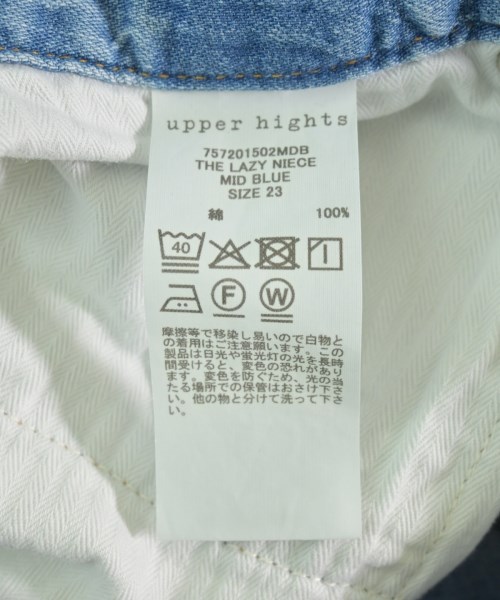 upper hights
757201502MDB
THE LAZY NIECE
MID BLUE
SIZE 23
綿 100%
40
F W
摩擦等で移染し易いので白物と
の着用はご注意願います。この
製品は日光や蛍光灯の光を長時
間受けると、変色の恐れがあり
ます。変色を防ぐため、光の当
たる場所での保管はおさけ下さ
い。他の物と分けて洗って下さ
い。